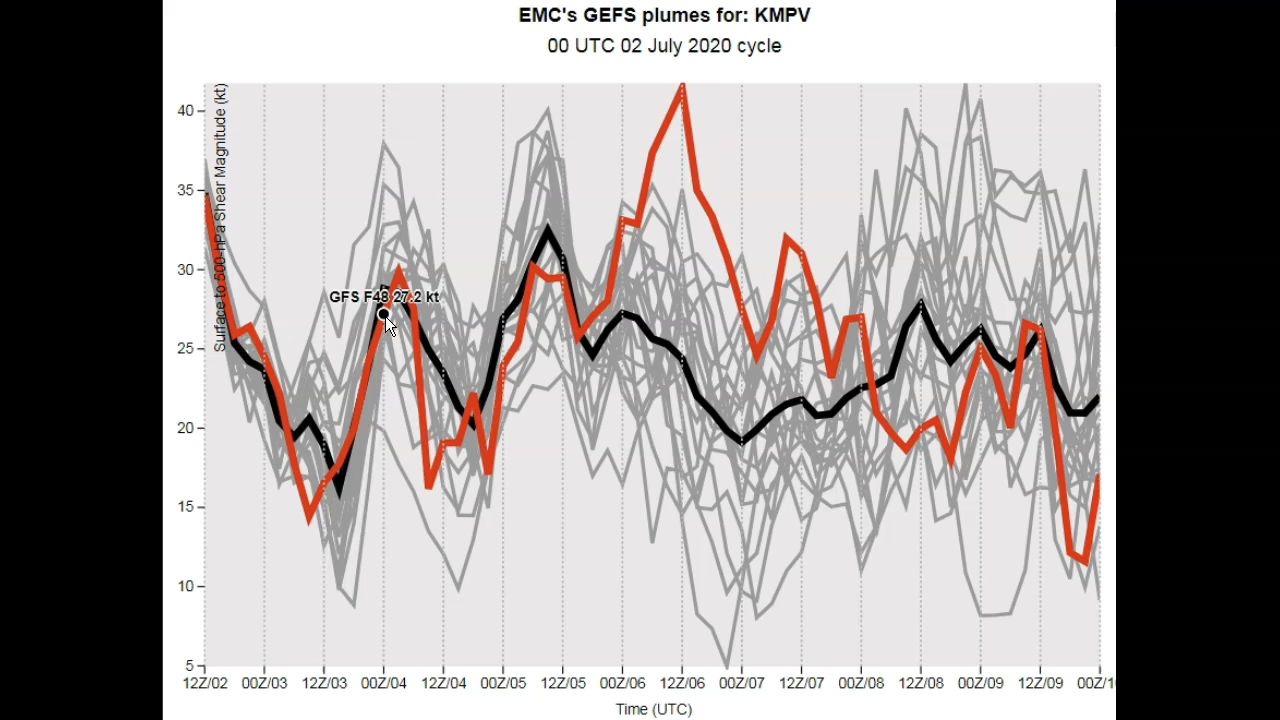 EMC's GEFS plumes for: KMPV
00 UTC 02 July 2020 cycle
Surface to 500-hPa Shear Magnitude (kt)
40
35
30
25
20
15
10
5
GFS F48 27.2 kt
12Z/02 00Z/03 12Z/03 00Z/04 12Z/04 00Z/05 12Z/05 00Z/06 12Z/06 00Z/07 12Z/07 00Z/08 12Z/08 00Z/09 12Z/09 00Z/1
Time (UTC)